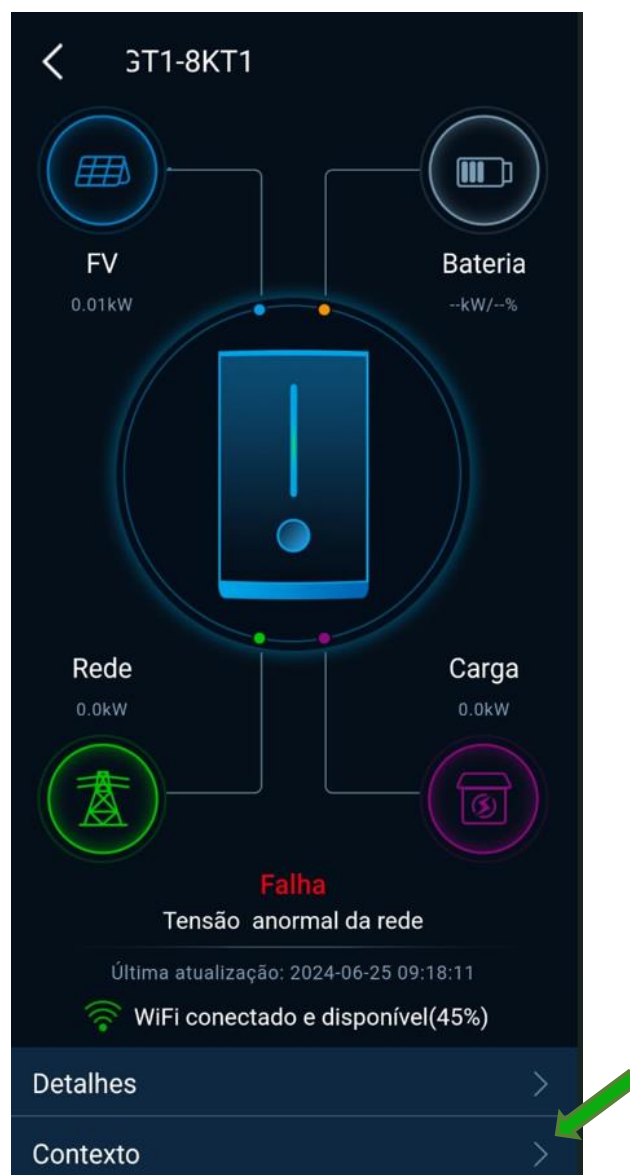 GT1-8KT1
FV
Bateria
0.01kW
--kW/--%
Rede
Carga
0.0kW
0.0kW
Falha
Tensão anormal da rede
Última atualização: 2024-06-25 09:18:11
WiFi conectado e disponível(45%)
Detalhes
Contexto